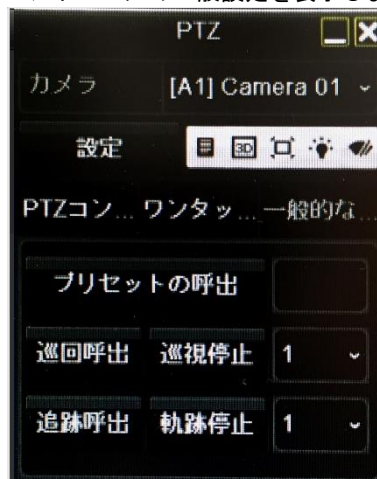 PTZ
カメラ [A1] Camera 01
設定 3D
PTZコン... ワンタッ... 一般的な...
プリセットの呼出
巡回呼出 巡視停止 1
追跡呼出 軌跡停止 1